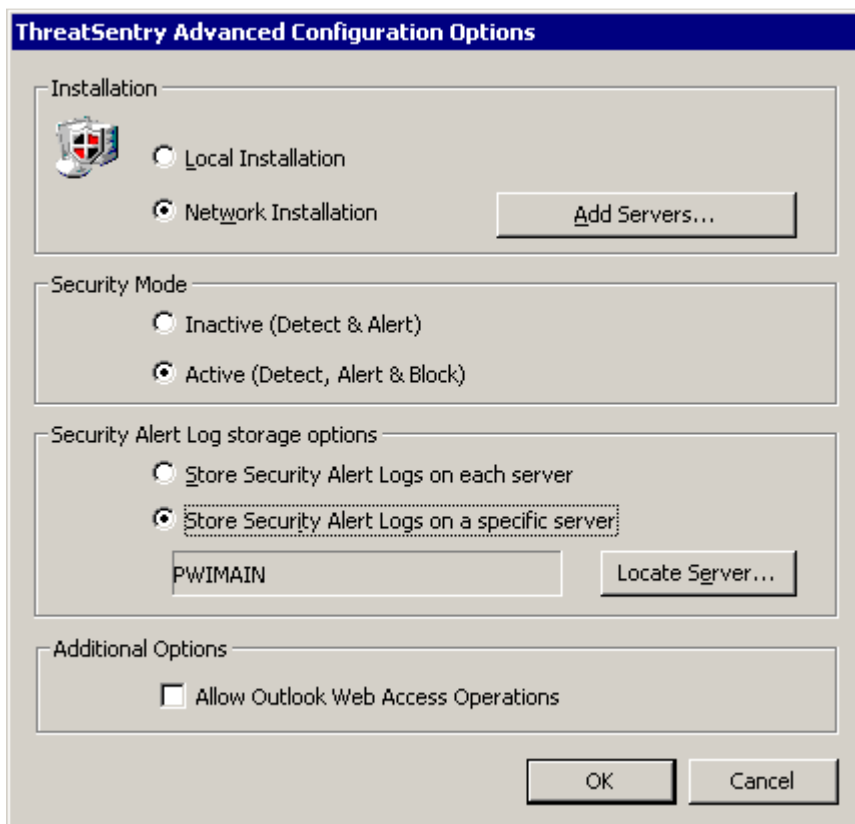 ThreatSentry Advanced Configuration Options
Installation
Local Installation
Network Installation
Add Servers...
Security Mode
Inactive (Detect & Alert)
Active (Detect, Alert & Block)
Security Alert Log storage options
Store Security Alert Logs on each server
Store Security Alert Logs on a specific server
PWIMAIN
Locate Server...
Additional Options
Allow Outlook Web Access Operations
OK
Cancel